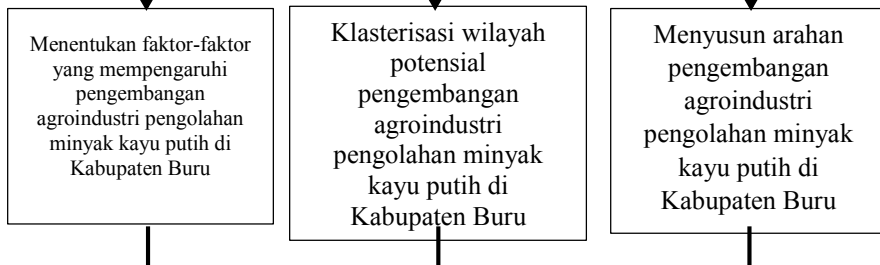 Menentukan faktor-faktor
yang mempengaruhi
pengembangan
agroindustri pengolahan
minyak kayu putih di
Kabupaten Buru
Klasterisasi wilayah
potensial
pengembangan
agroindustri
pengolahan minyak
kayu putih di
Kabupaten Buru
Menyusun arahan
pengembangan
agroindustri
pengolahan minyak
kayu putih di
Kabupaten Buru